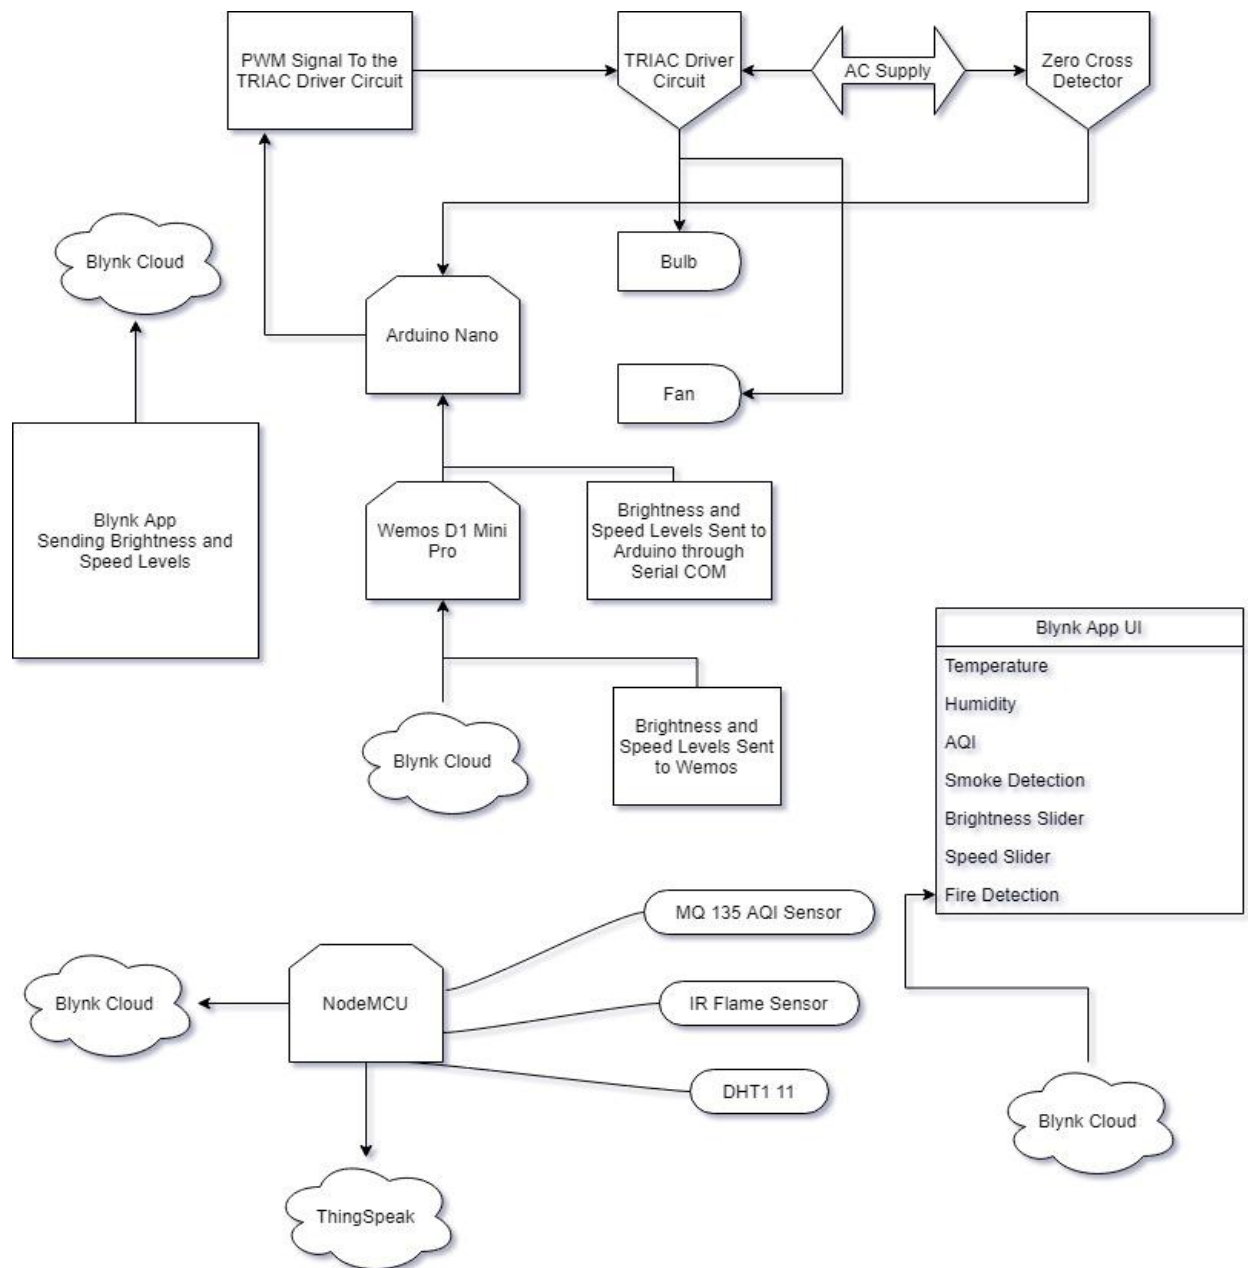 PWM Signal To the
TRIAC Driver Circuit
TRIAC Driver
Circuit
AC Supply
Zero Cross
Detector
Blynk Cloud
Bulb
Arduino Nano
Fan
Blynk App
Sending Brightness and
Speed Levels
Wemos D1 Mini
Pro
Brightness and
Speed Levels Sent to
Arduino through
Serial COM
Blynk Cloud
Brightness and
Speed Levels Sent
to Wemos
Blynk App UI
Temperature
Humidity
AQI
Smoke Detection
Brightness Slider
Speed Slider
Fire Detection
MQ 135 AQI Sensor
Blynk Cloud
NodeMCU
IR Flame Sensor
DHT1 11
Blynk Cloud
ThingSpeak